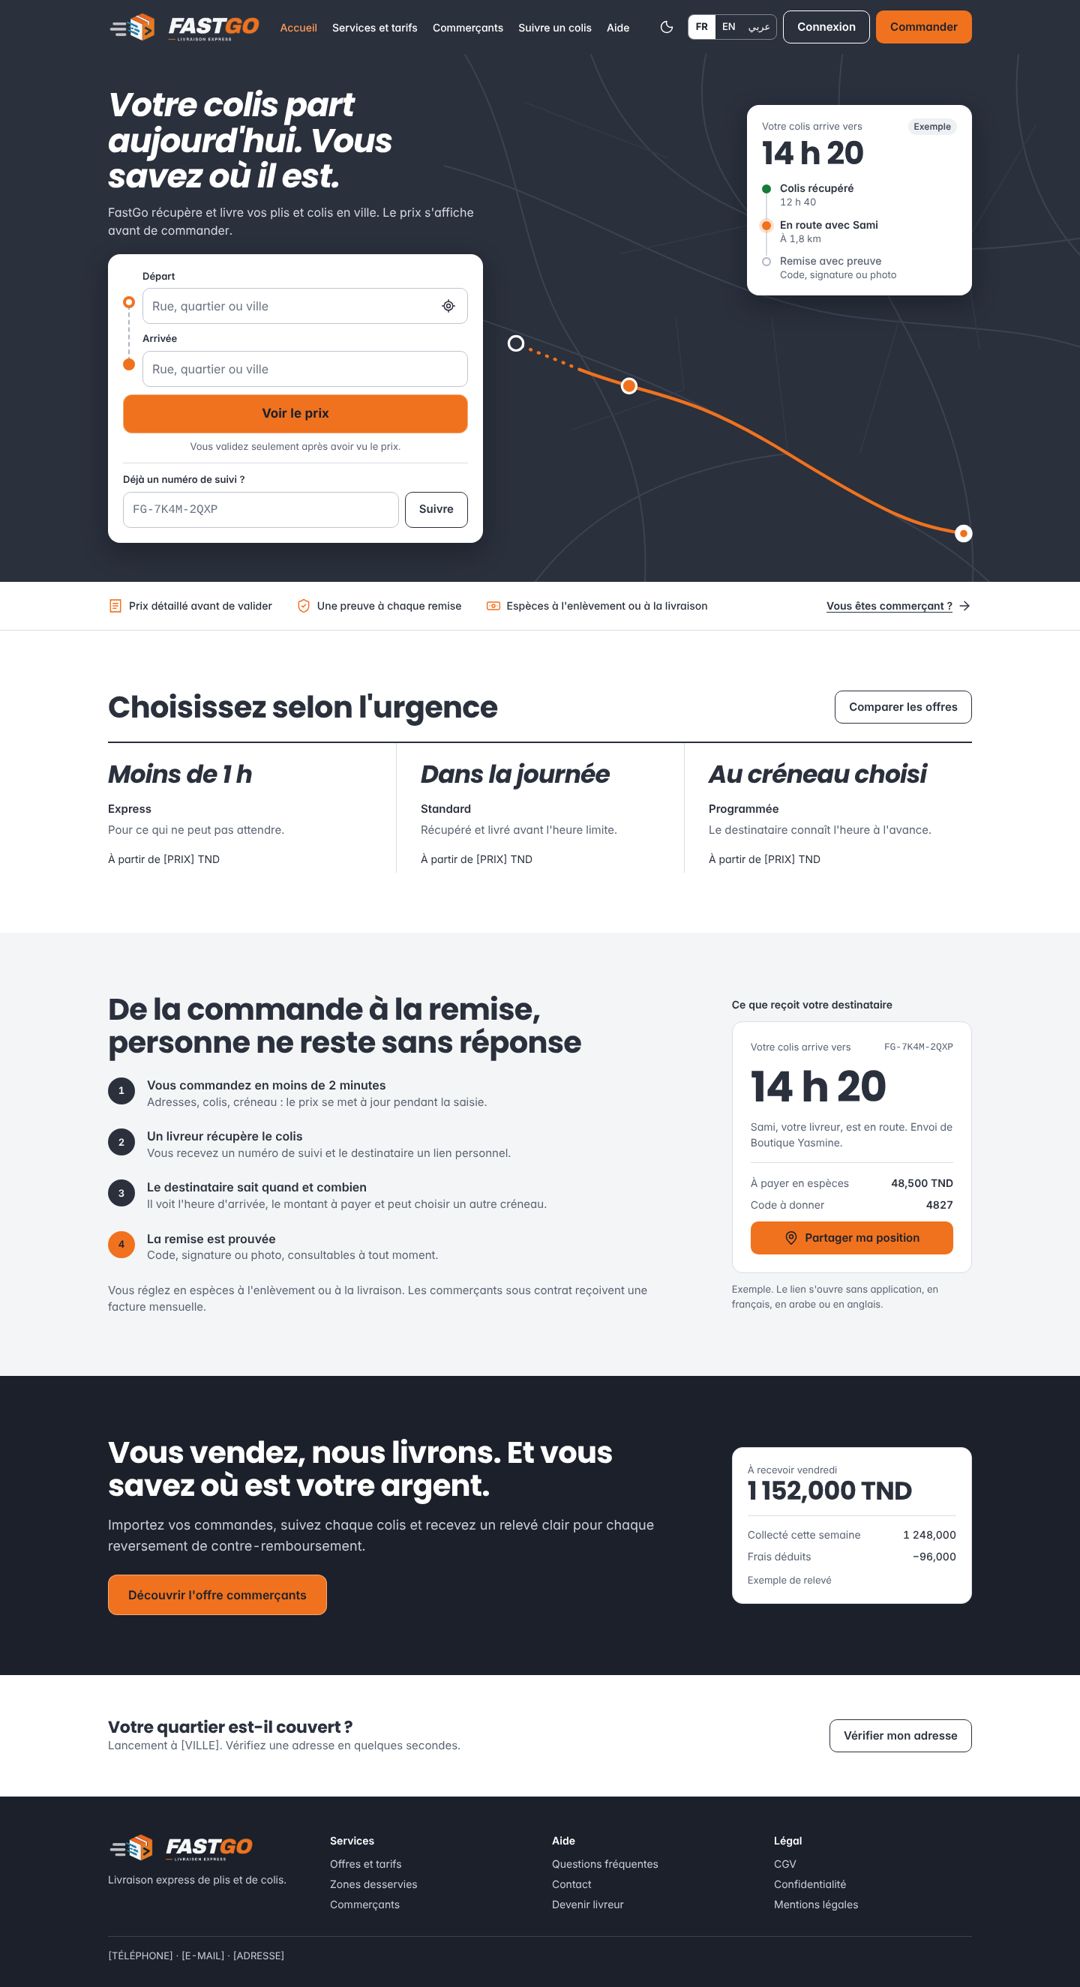 FASTGO
LIVRAISON EXPRESS
Accueil
Services et tarifs
Commerçants
Suivre un colis
Aide
FR
EN
عربي
Connexion
Commander
Votre colis part
aujourd'hui. Vous
savez où il est.
FastGo récupère et livre vos plis et colis en ville. Le prix s'affiche
avant de commander.
Départ
Rue, quartier ou ville
Arrivée
Rue, quartier ou ville
Voir le prix
Vous validez seulement après avoir vu le prix.
Déjà un numéro de suivi ?
FG-7K4M-2QXP
Suivre
Votre colis arrive vers
Exemple
14 h 20
Colis récupéré
12 h 40
En route avec Sami
À 1,8 km
Remise avec preuve
Code, signature ou photo
Prix détaillé avant de valider
Une preuve à chaque remise
Espèces à l'enlèvement ou à la livraison
Vous êtes commerçant ?
Choisissez selon l'urgence
Comparer les offres
Moins de 1 h
Express
Pour ce qui ne peut pas attendre.
À partir de [PRIX] TND
Dans la journée
Standard
Récupéré et livré avant l'heure limite.
À partir de [PRIX] TND
Au créneau choisi
Programmée
Le destinataire connaît l'heure à l'avance.
À partir de [PRIX] TND
De la commande à la remise,
personne ne reste sans réponse
1
Vous commandez en moins de 2 minutes
Adresses, colis, créneau : le prix se met à jour pendant la saisie.
2
Un livreur récupère le colis
Vous recevez un numéro de suivi et le destinataire un lien personnel.
3
Le destinataire sait quand et combien
Il voit l'heure d'arrivée, le montant à payer et peut choisir un autre créneau.
4
La remise est prouvée
Code, signature ou photo, consultables à tout moment.
Vous réglez en espèces à l'enlèvement ou à la livraison. Les commerçants sous contrat reçoivent une
facture mensuelle.
Ce que reçoit votre destinataire
Votre colis arrive vers
FG-7K4M-2QXP
14 h 20
Sami, votre livreur, est en route. Envoi de
Boutique Yasmine.
À payer en espèces
48,500 TND
Code à donner
4827
Partager ma position
Exemple. Le lien s'ouvre sans application, en
français, en arabe ou en anglais.
Vous vendez, nous livrons. Et vous
savez où est votre argent.
Importez vos commandes, suivez chaque colis et recevez un relevé clair pour chaque
reversement de contre-remboursement.
Découvrir l'offre commerçants
À recevoir vendredi
1 152,000 TND
Collecté cette semaine
1 248,000
Frais déduits
−96,000
Exemple de relevé
Votre quartier est-il couvert ?
Lancement à [VILLE]. Vérifiez une adresse en quelques secondes.
Vérifier mon adresse
FASTGO
LIVRAISON EXPRESS
Livraison express de plis et de colis.
Services
Offres et tarifs
Zones desservies
Commerçants
Aide
Questions fréquentes
Contact
Devenir livreur
Légal
CGV
Confidentialité
Mentions légales
[TÉLÉPHONE] · [E-MAIL] · [ADRESSE]